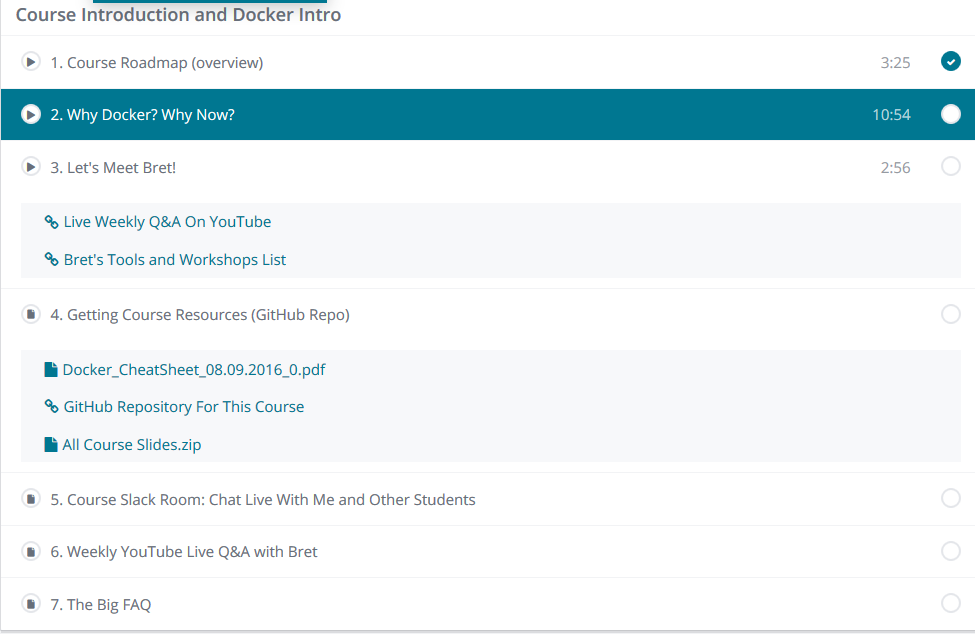 Course Introduction and Docker Intro
1. Course Roadmap (overview) 3:25
2. Why Docker? Why Now? 10:54
3. Let's Meet Bret! 2:56
Live Weekly Q&A On YouTube
Bret's Tools and Workshops List
4. Getting Course Resources (GitHub Repo)
Docker_CheatSheet_08.09.2016_0.pdf
GitHub Repository For This Course
All Course Slides.zip
5. Course Slack Room: Chat Live With Me and Other Students
6. Weekly YouTube Live Q&A with Bret
7. The Big FAQ